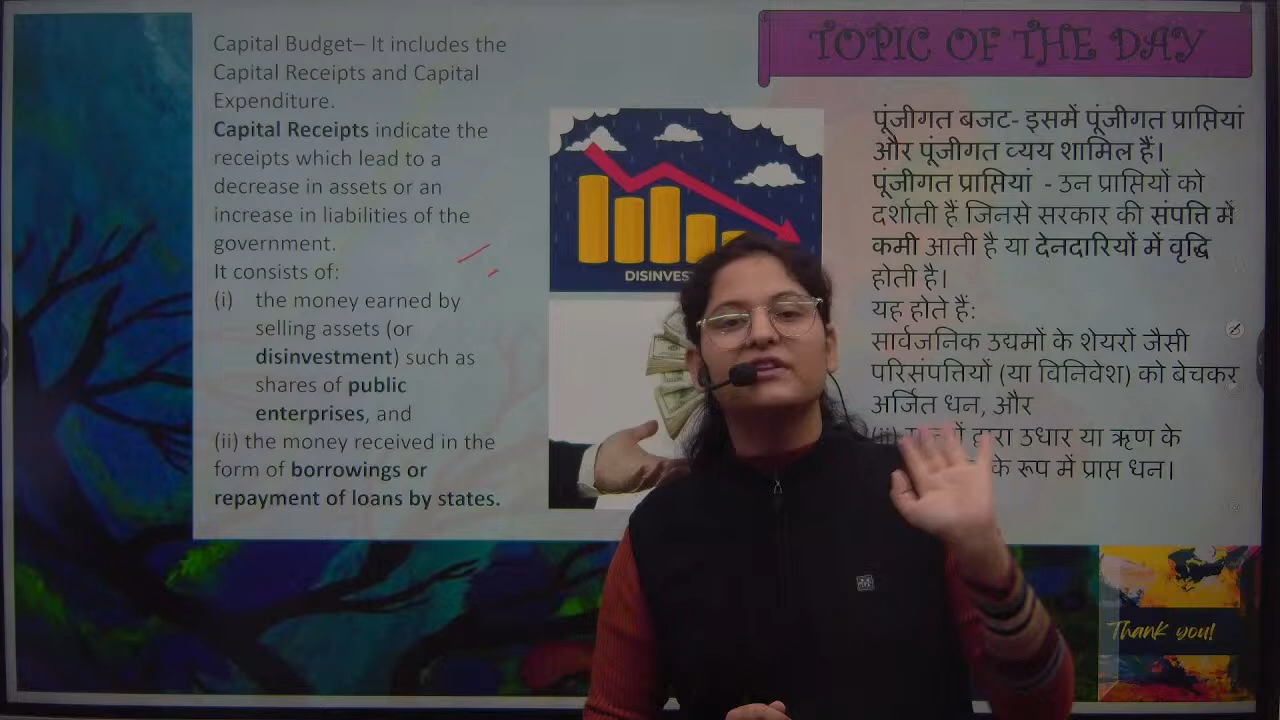 Capital Budget– It includes the
Capital Receipts and Capital
Expenditure.
Capital Receipts indicate the
receipts which lead to a
decrease in assets or an
increase in liabilities of the
government.
It consists of:
(i) the money earned by
selling assets (or
disinvestment) such as
shares of public
enterprises, and
(ii) the money received in the
form of borrowings or
repayment of loans by states.
DISINVES
TOPIC OF THE DAY
पूंजीगत बजट- इसमें पूंजीगत प्राप्तियां
और पूंजीगत व्यय शामिल हैं।
पूंजीगत प्राप्तियां - उन प्राप्तियों को
दर्शाती हैं जिनसे सरकार की संपत्ति में
कमी आती है या देनदारियों में वृद्धि
होती है।
यह होते हैं:
सार्वजनिक उद्यमों के शेयरों जैसी
परिसंपत्तियों (या विनिवेश) को बेचकर
अर्जित धन, और
(ii) द्वारा उधार या ऋण के
के रूप में प्राप्त धन।
Thank you!